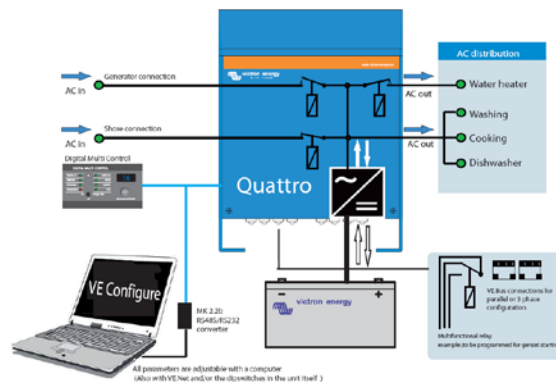 victron energy
AC distribution
Generator connection
AC in
AC out
Water heater
Washing
Shore connection
AC in
AC out
Cooking
Digital Multi Control
DIGITAL MULTI CONTROL
Dishwasher
Quattro
VE Configure
MK 2.2b
RS485/RS232
converter
victron energy
VE.Bus connections for
parallel or 3 phase
configuration
Multifunctional relay
example (to be programmed for genset starting
All parameters are adjustable with a computer
(Also with VE.Net and/or the dipswitches in the unit itself )